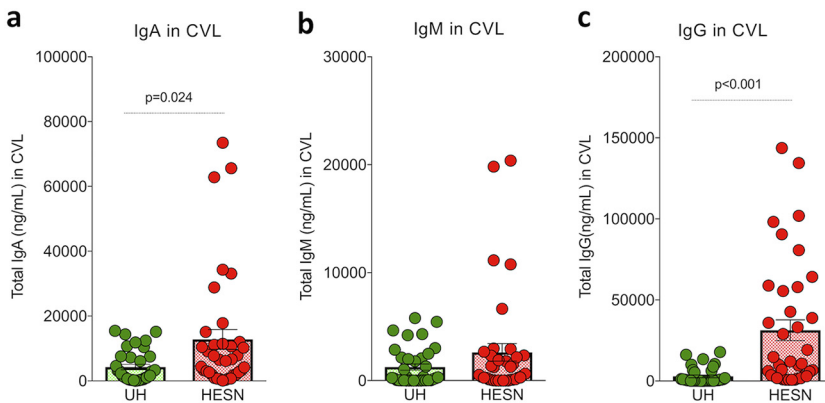 a
IgA in CVL
Total IgA (ng/mL) in CVL
100000
80000
60000
40000
20000
0
p=0.024
UH
HESN
b
IgM in CVL
Total IgM (ng/mL) in CVL
30000
20000
10000
0
UH
HESN
c
IgG in CVL
Total IgG(ng/mL) in CVL
200000
150000
100000
50000
0
p<0.001
UH
HESN